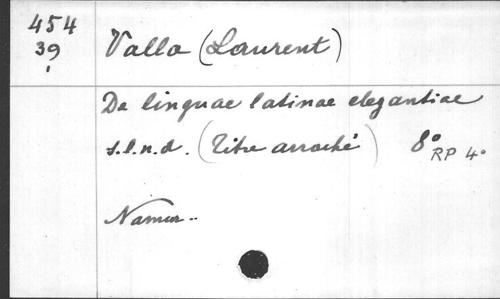 454
39
Valla (Laurent)
De linguae latinae elegantiae
s.l.n.d. (Titre arraché) 8°
RP 4°
Namur..